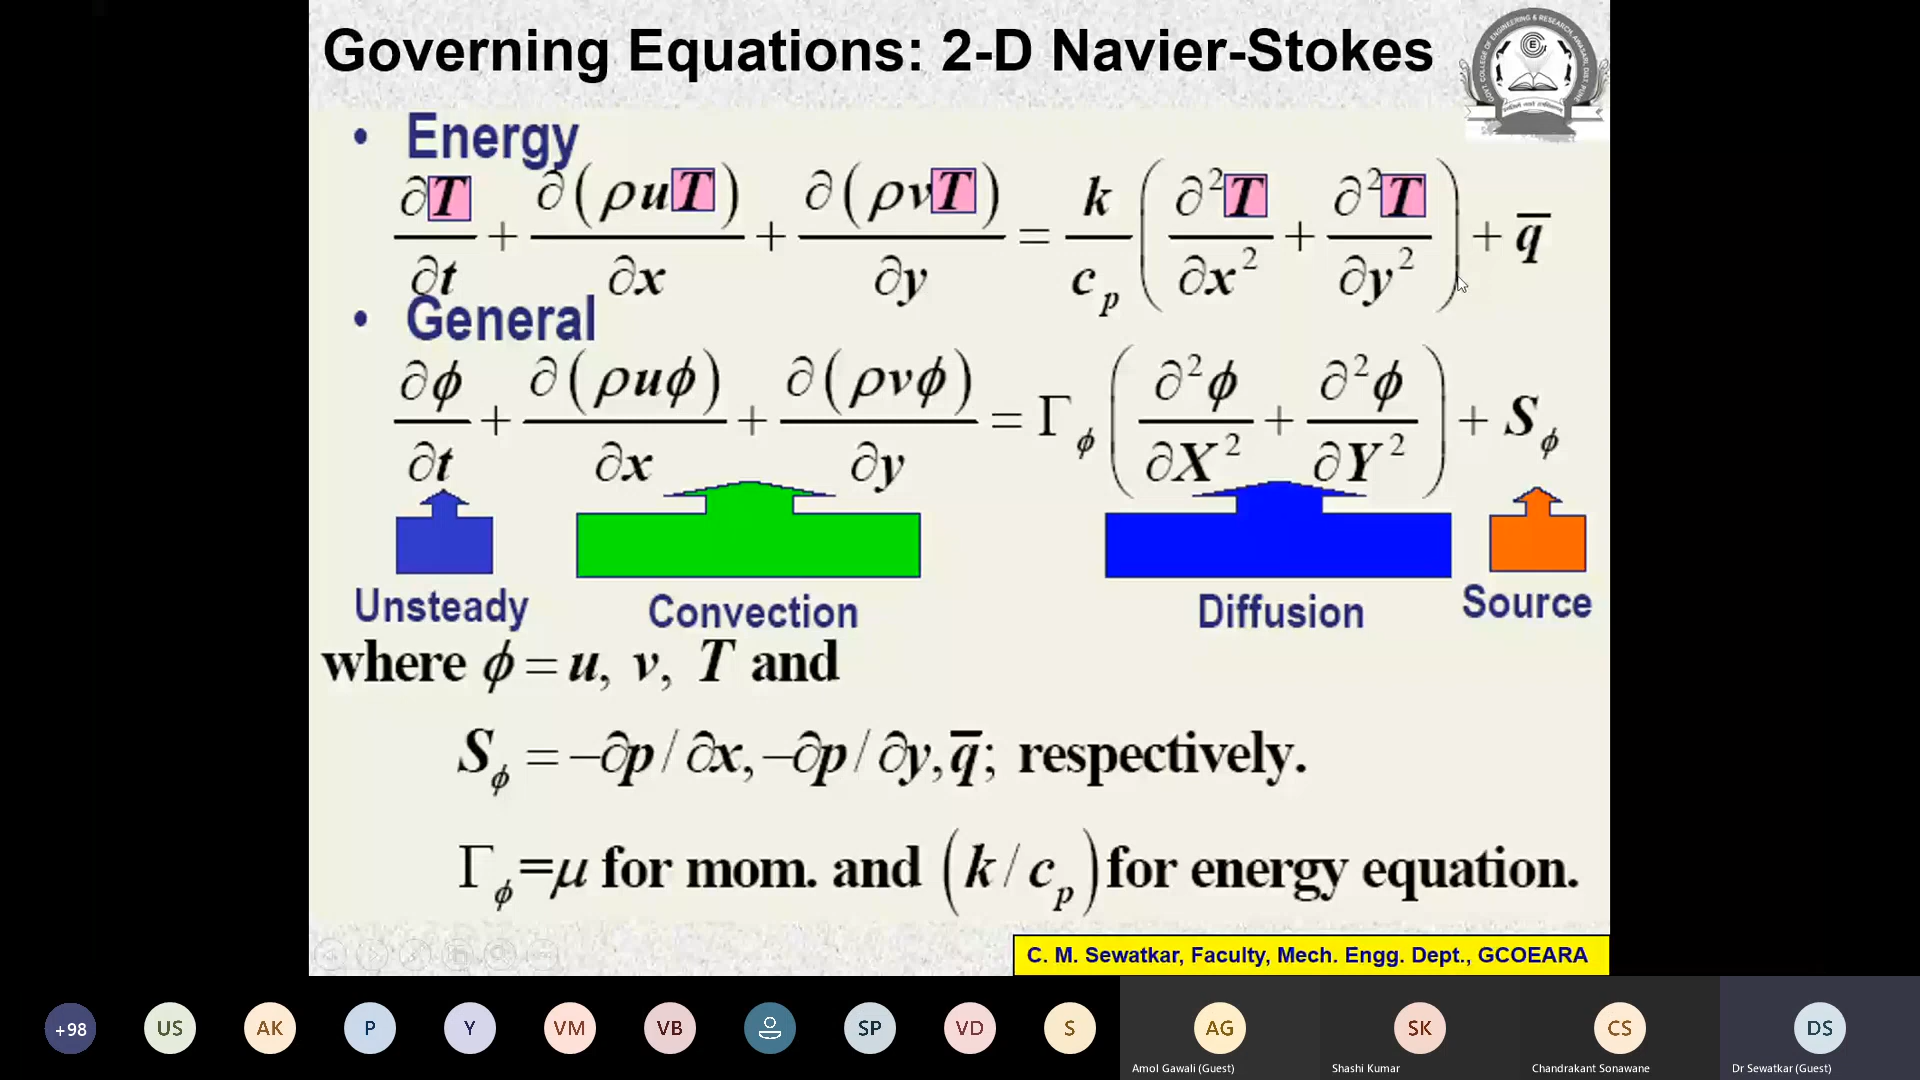 Governing Equations: 2-D Navier-Stokes
• Energy
∂T/∂t + ∂(ρuT)/∂x + ∂(ρvT)/∂y = k/c_p (∂²T/∂x² + ∂²T/∂y²) + q̅
• General
∂ϕ/∂t + ∂(ρuϕ)/∂x + ∂(ρvϕ)/∂y = Γ_ϕ (∂²ϕ/∂X² + ∂²ϕ/∂Y²) + S_ϕ
Unsteady Convection Diffusion Source
where ϕ = u, v, T and
S_ϕ = −∂p/∂x, −∂p/∂y, q̅; respectively.
Γ_ϕ =μ for mom. and (k/c_p) for energy equation.
C. M. Sewatkar, Faculty, Mech. Engg. Dept., GCOEARA
+98 US AK P Y VM VB SP VD S AG SK CS DS
Amol Gawali (Guest) Shashi Kumar Chandrakant Sonawane Dr Sewatkar (Guest)